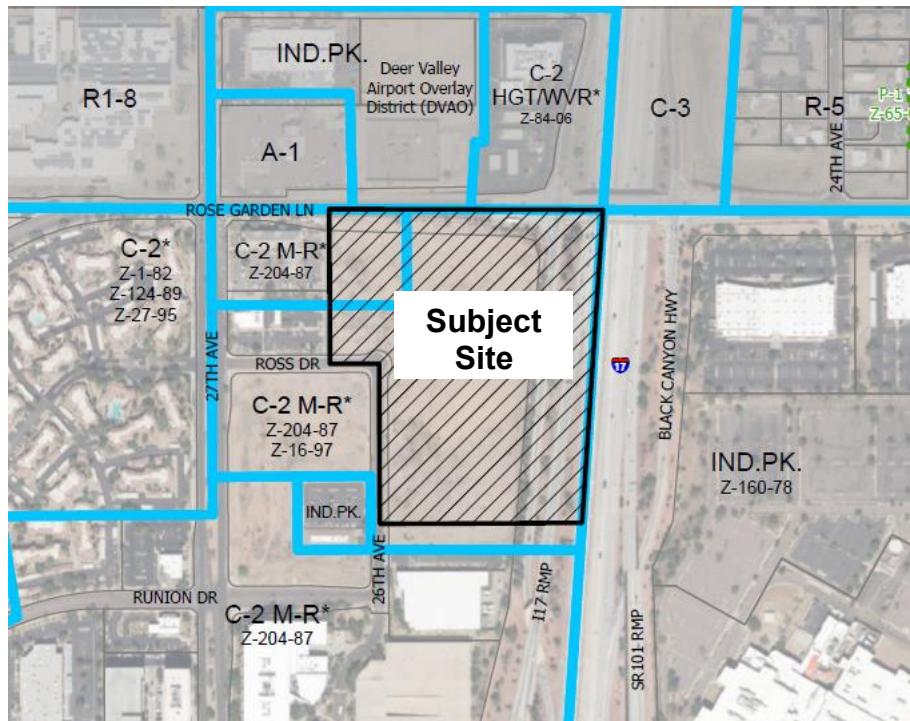 IND.PK.
Deer Valley
Airport Overlay
District (DVAO)
C-2
HGT/WVR*
Z-84-06
R1-8
C-3
R-5
P-1
A-1
24TH AVE
ROSE GARDEN LN
C-2*
Z-1-82
Z-124-89
Z-27-95
C-2 M-R*
Z-204-87
Subject
Site
27TH AVE
ROSS DR
17
BLACK CANYON HWY
C-2 M-R*
Z-204-87
Z-16-97
IND.PK.
Z-160-78
IND.PK.
26TH AVE
I17 RMP
RUNION DR
C-2 M-R*
Z-204-87
SR101 RMP